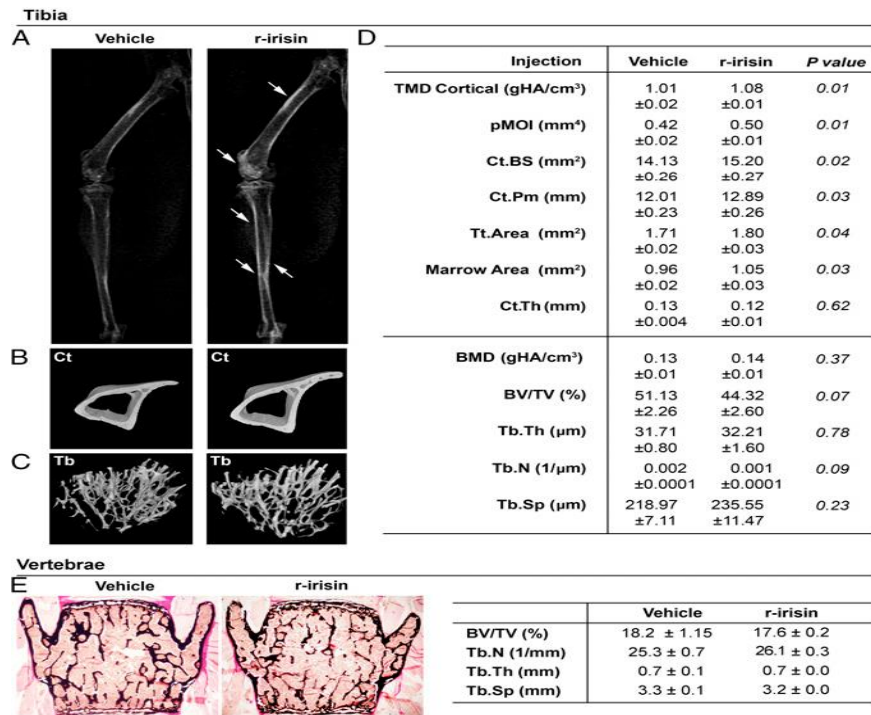 Tibia
A
Vehicle
r-irisin
B
Ct
Ct
C
Tb
Tb
D
Injection Vehicle r-irisin P value
TMD Cortical (gHA/cm³) 1.01 1.08 0.01
±0.02 ±0.01
pMOI (mm⁴) 0.42 0.50 0.01
±0.02 ±0.01
Ct.BS (mm²) 14.13 15.20 0.02
±0.26 ±0.27
Ct.Pm (mm) 12.01 12.89 0.03
±0.23 ±0.26
Tt.Area (mm²) 1.71 1.80 0.04
±0.02 ±0.03
Marrow Area (mm²) 0.96 1.05 0.03
±0.02 ±0.03
Ct.Th (mm) 0.13 0.12 0.62
±0.004 ±0.01
BMD (gHA/cm³) 0.13 0.14 0.37
±0.01 ±0.01
BV/TV (%) 51.13 44.32 0.07
±2.26 ±2.60
Tb.Th (µm) 31.71 32.21 0.78
±0.80 ±1.60
Tb.N (1/µm) 0.002 0.001 0.09
±0.0001 ±0.0001
Tb.Sp (µm) 218.97 235.55 0.23
±7.11 ±11.47
Vertebrae
E
Vehicle
r-irisin
Vehicle r-irisin
BV/TV (%) 18.2 ± 1.15 17.6 ± 0.2
Tb.N (1/mm) 25.3 ± 0.7 26.1 ± 0.3
Tb.Th (mm) 0.7 ± 0.1 0.7 ± 0.0
Tb.Sp (mm) 3.3 ± 0.1 3.2 ± 0.0